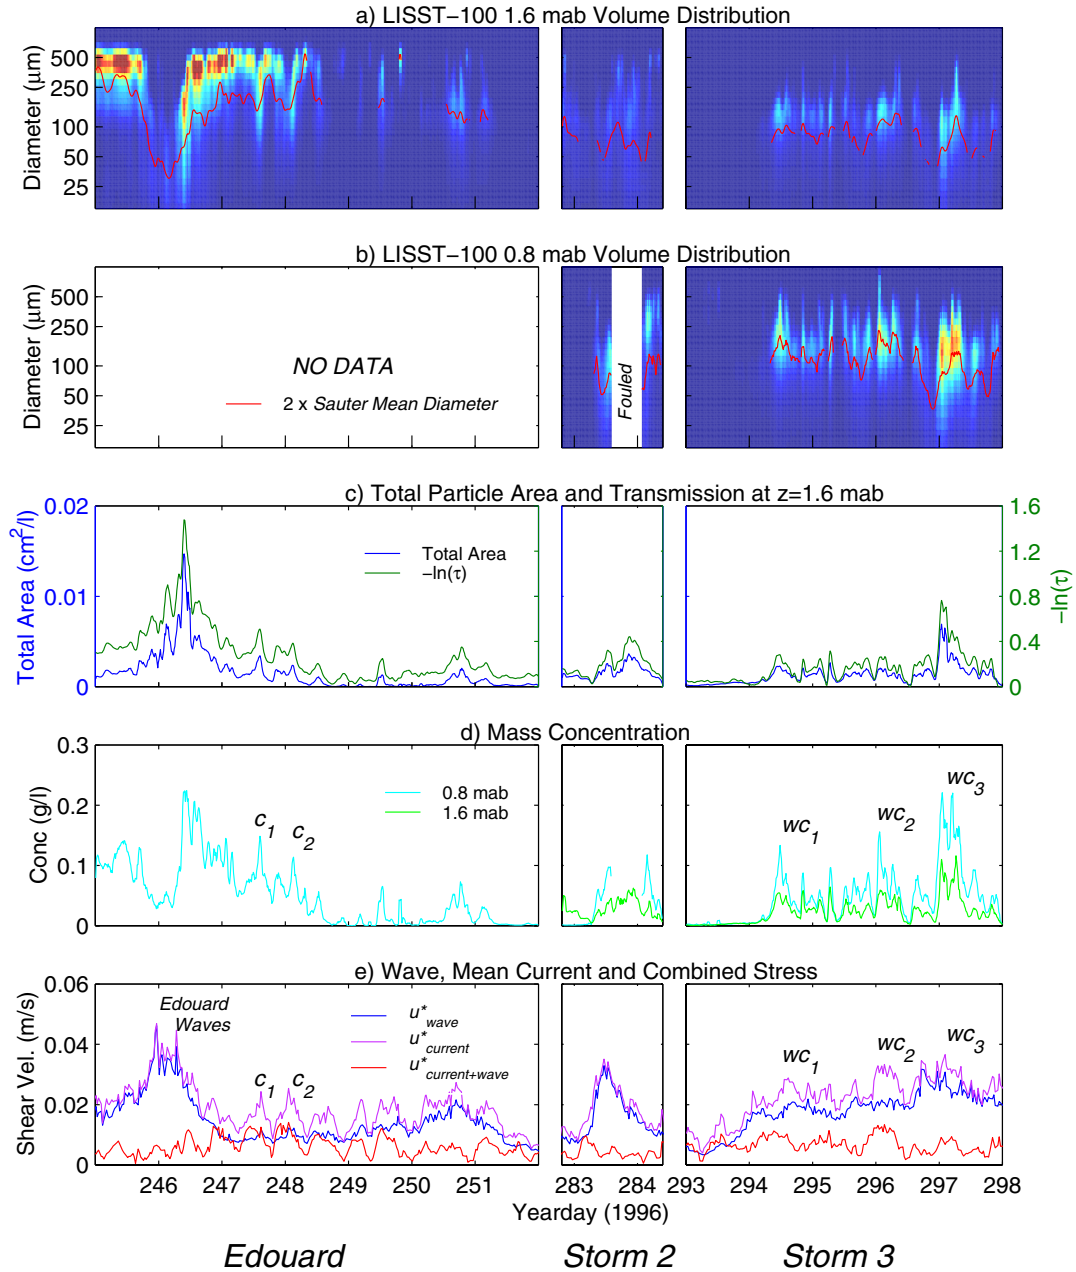 a) LISST−100 1.6 mab Volume Distribution
Diameter (μm)
500
250
100
50
25
b) LISST−100 0.8 mab Volume Distribution
Diameter (μm)
500
250
100
50
25
NO DATA
2 x Sauter Mean Diameter
Fouled
c) Total Particle Area and Transmission at z=1.6 mab
Total Area (cm²/l)
0.02
0.01
0
Total Area
−ln(τ)
1.6
1.2
0.8
0.4
0
−ln(τ)
d) Mass Concentration
Conc (g/l)
0.3
0.2
0.1
0
c1
c2
0.8 mab
1.6 mab
wc1
wc2
wc3
e) Wave, Mean Current and Combined Stress
Shear Vel. (m/s)
0.06
0.04
0.02
0
Edouard
Waves
c1
c2
u*wave
u*current
u*current+wave
wc1
wc2
wc3
246 247 248 249 250 251 283 284 293 294 295 296 297 298
Yearday (1996)
Edouard Storm 2 Storm 3